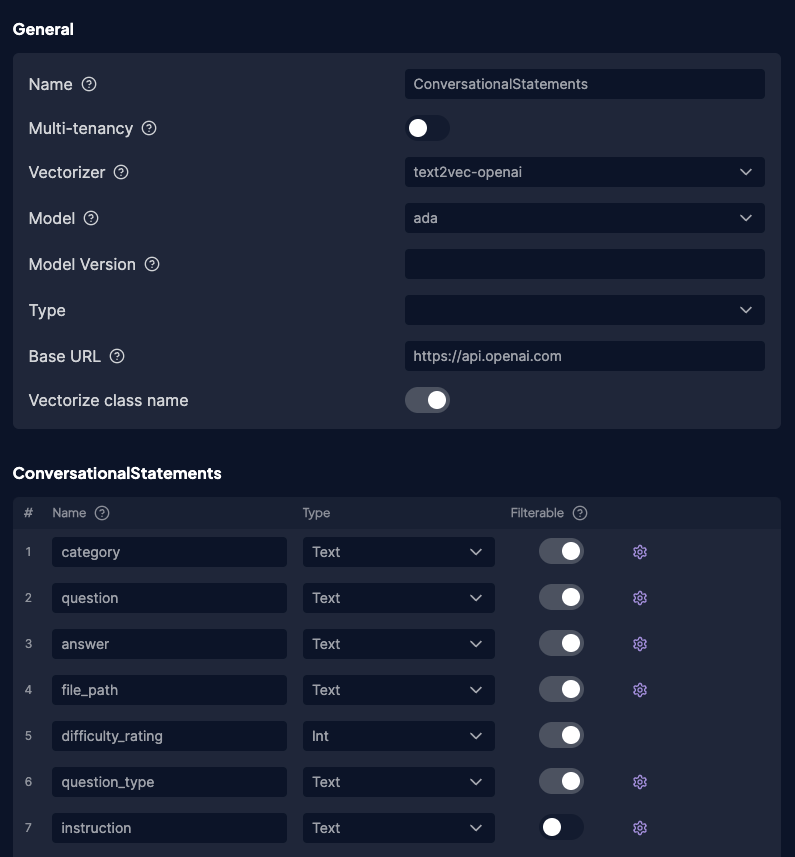 General
Name ?
ConversationalStatements
Multi-tenancy ?
Vectorizer ?
text2vec-openai
Model ?
ada
Model Version ?
Type
Base URL ?
https://api.openai.com
Vectorize class name
ConversationalStatements
# Name ? Type Filterable ?
1 category Text
2 question Text
3 answer Text
4 file_path Text
5 difficulty_rating Int
6 question_type Text
7 instruction Text